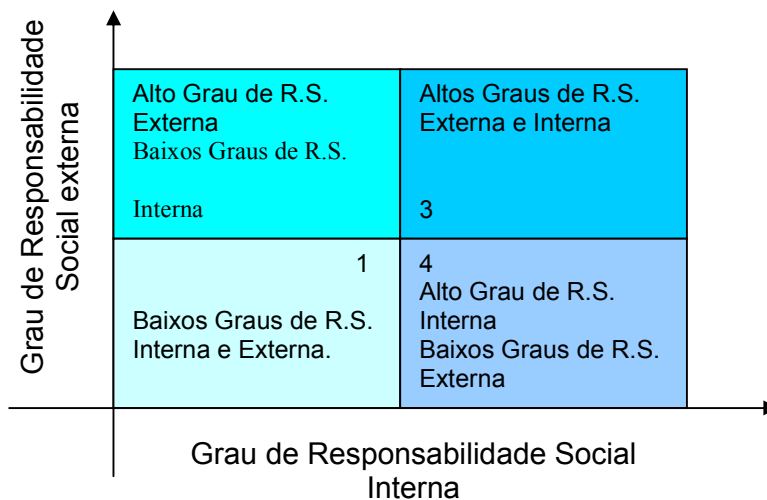 Grau de Responsabilidade
Social externa
Alto Grau de R.S.
Externa
Baixos Graus de R.S.
Interna
Altos Graus de R.S.
Externa e Interna
3
1
Baixos Graus de R.S.
Interna e Externa.
4
Alto Grau de R.S.
Interna
Baixos Graus de R.S.
Externa
Grau de Responsabilidade Social
Interna